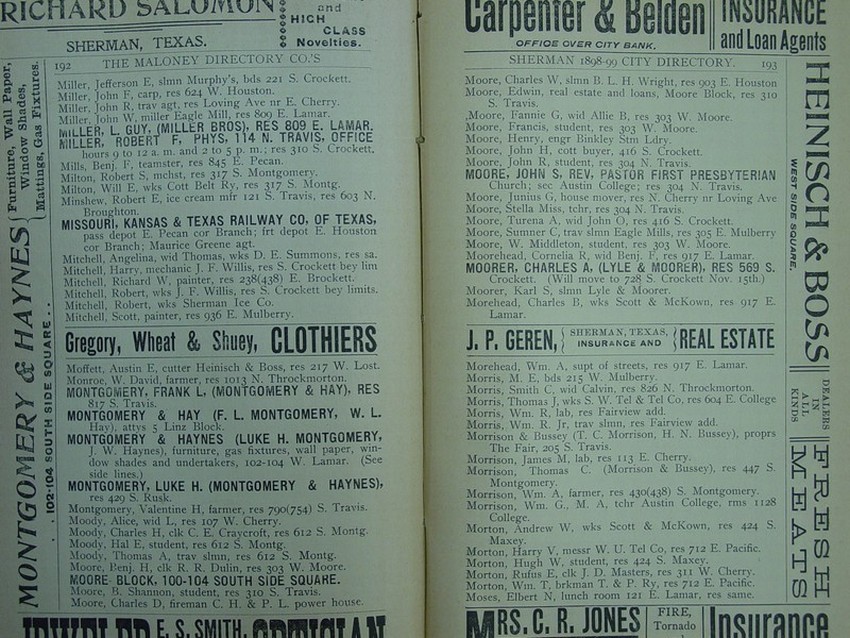 RICHARD SALOMON
SHERMAN, TEXAS.
and
HIGH
CLASS
Novelties.
192 THE MALONEY DIRECTORY CO.'S
Furniture, Wall Paper,
Window Shades,
Mattings, Gas Fixtures.
MONTGOMERY & HAYNES
102-104 SOUTH SIDE SQUARE
Miller, Jefferson E, slmn Murphy's, bds 221 S. Crockett.
Miller, John F, carp, res 624 W. Houston.
Miller, John R, trav agt, res Loving Ave nr E. Cherry.
Miller, John W, miller Eagle Mill, res 809 E. Lamar.
MILLER, L. GUY, (MILLER BROS), RES 809 E. LAMAR.
MILLER, ROBERT F, PHYS, 114 N. TRAVIS, OFFICE
hours 9 to 12 a. m. and 2 to 5 p. m.; res 310 S. Crockett.
Mills, Benj F, teamster, res 845 E. Pecan.
Milton, Robert S, mchst, res 317 S. Montgomery.
Milton, Will E, wks Cott Belt Ry, res 317 S. Montg.
Minshew, Robert E, ice cream mfr 121 S. Travis, res 603 N.
Broughton.
MISSOURI, KANSAS & TEXAS RAILWAY CO, OF TEXAS,
pass depot E. Pecan cor Branch; frt depot E. Houston
cor Branch; Maurice Greene agt.
Mitchell, Angelina, wid Thomas, wks D. E. Summons, res sa.
Mitchell, Harry, mechanic J. F. Willis, res S. Crockett bey lim
Mitchell, Richard W, painter, res 238(438) E. Brockett.
Mitchell, Robert, wks J. F. Willis, res S. Crockett bey limits.
Mitchell, Robert, wks Sherman Ice Co.
Mitchell, Scott, painter, res 936 E. Mulberry.
Gregory, Wheat & Shuey, CLOTHIERS
Moffett, Austin E, cutter Heinisch & Boss, res 217 W. Lost.
Monroe, W. David, farmer, res 1013 N. Throckmorton.
MONTGOMERY, FRANK L, (MONTGOMERY & HAY), RES
817 S. Travis.
MONTGOMERY & HAY (F. L. MONTGOMERY, W. L.
Hay), attys 5 Linz Block.
MONTGOMERY & HAYNES (LUKE H. MONTGOMERY,
J. W. Haynes), furniture, gas fixtures, wall paper, win-
dow shades and undertakers, 102-104 W. Lamar. (See
side lines.)
MONTGOMERY, LUKE H. (MONTGOMERY & HAYNES),
res 429 S. Rusk.
Montgomery, Valentine H, farmer, res 790(754) S. Travis.
Moody, Alice, wid L, res 107 W. Cherry.
Moody, Charles H, clk C. E. Craycroft, res 612 S. Montg.
Moody, Hal E, student, res 612 S. Montg.
Moody, Thomas A, trav slmn, res 612 S. Montg.
Moore, Benj. H, clk R. R. Dulin, res 303 W. Moore.
MOORE BLOCK, 100-104 SOUTH SIDE SQUARE.
Moore, B. Shannon, student, res 310 S. Travis.
Moore, Charles D, fireman C. H. & P. L. power house.
JEWELER E. S. SMITH, OPTICIAN
Carpenter & Belden
OFFICE OVER CITY BANK.
INSURANCE
and Loan Agents
SHERMAN 1898-99 CITY DIRECTORY. 193
Moore, Charles W, slmn B. L. H. Wright, res 903 E. Houston
Moore, Edwin, real estate and loans, Moore Block, res 310
S. Travis.
Moore, Fannie G, wid Allie B, res 303 W. Moore.
Moore, Francis, student, res 303 W. Moore.
Moore, Henry, engr Binkley Stm Ldry.
Moore, John H, cott buyer, 416 S. Crockett.
Moore, John R, student, res 304 N. Travis.
MOORE, JOHN S, REV, PASTOR FIRST PRESBYTERIAN
Church; sec Austin College; res 304 N. Travis.
Moore, Junius G, house mover, res N. Cherry nr Loving Ave
Moore, Stella Miss, tchr, res 304 N. Travis.
Moore, Turena A, wid John O, res 416 S. Crockett.
Moore, Sumner C, trav slmn Eagle Mills, res 305 E. Mulberry
Moore, W. Middleton, student, res 303 W. Moore.
Moorehead, Cornelia R, wid Benj. F, res 917 E. Lamar.
MOORER, CHARLES A, (LYLE & MOORER), RES 569 S.
Crockett. (Will move to 728 S. Crockett Nov. 15th.)
Moorer, Karl S, slmn Lyle & Moorer.
Morehead, Charles B, wks Scott & McKown, res 917 E.
Lamar.
J. P. GEREN, SHERMAN, TEXAS, INSURANCE AND REAL ESTATE
Morehead, Wm. A, supt of streets, res 917 E. Lamar.
Morris, M. E, bds 215 W. Mulberry.
Morris, Smith C, wid Calvin, res 826 N. Throckmorton.
Morris, Thomas J, wks S. W. Tel & Tel Co, res 604 E. College
Morris, Wm. R, lab, res Fairview add.
Morris, Wm. R. Jr, trav slmn, res Fairview add.
Morrison & Bussey (T. C. Morrison, H. N. Bussey), proprs
The Fair, 205 S. Travis.
Morrison, James M, lab, res 113 E. Cherry.
Morrison, Thomas C. (Morrison & Bussey), res 447 S.
Montgomery.
Morrison, Wm. A, farmer, res 430(438) S. Montgomery.
Morrison, Wm. G., M. A, tchr Austin College, rms 1128
College.
Morton, Andrew W, wks Scott & McKown, res 424 S.
Maxey.
Morton, Harry V, messr W. U. Tel Co, res 712 E. Pacific.
Morton, Hugh W, student, res 424 S. Maxey.
Morton, Rufus E, clk J. D. Masters, res 311 W. Cherry.
Morton, Wm. T, brkman T. & P. Ry, res 712 E. Pacific.
Moses, Elbert N, lunch room 121 E. Lamar, res same.
HEINISCH & BOSS
WEST SIDE SQUARE,
DEALERS
IN
ALL
KINDS
FRESH
MEATS
MRS. C. R. JONES
FIRE,
Tornado
Insurance